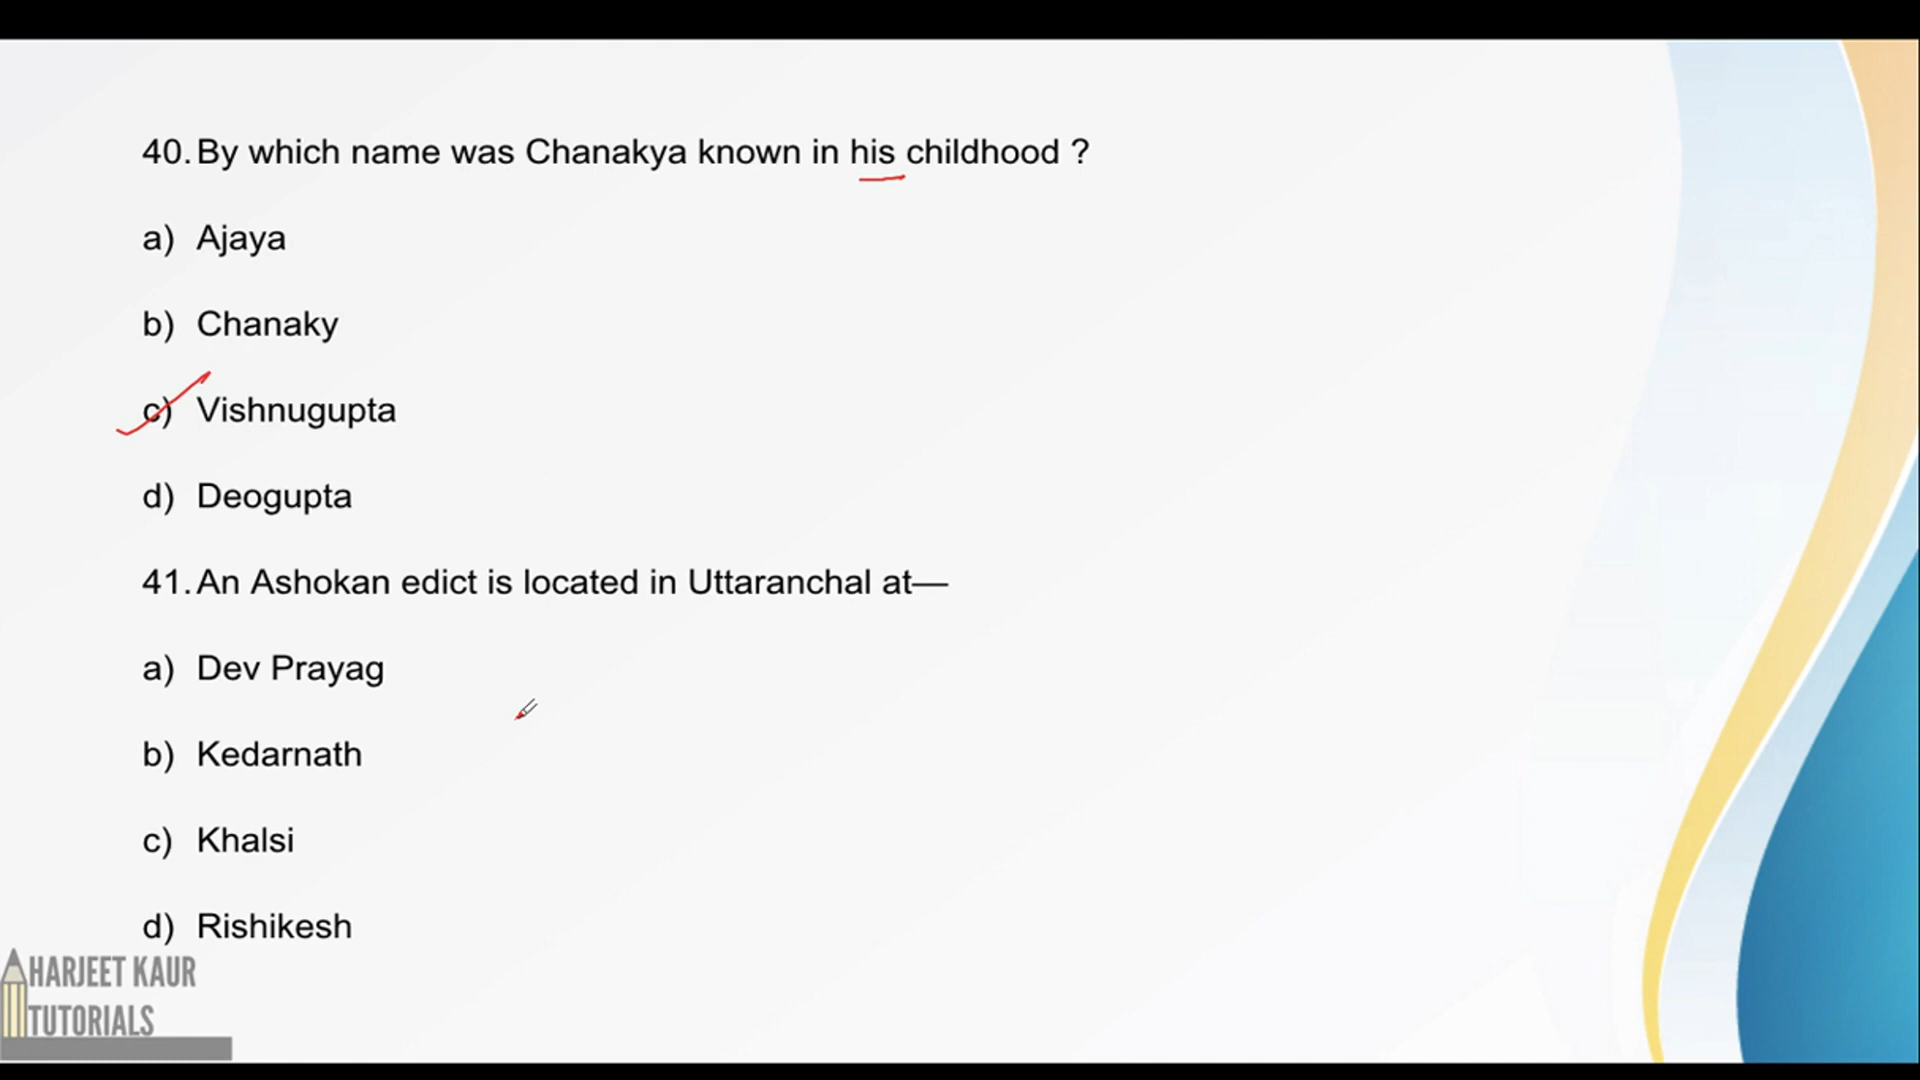 40. By which name was Chanakya known in his childhood ?
a) Ajaya
b) Chanaky
c) Vishnugupta
d) Deogupta
41. An Ashokan edict is located in Uttaranchal at—
a) Dev Prayag
b) Kedarnath
c) Khalsi
d) Rishikesh
HARJEET KAUR
TUTORIALS